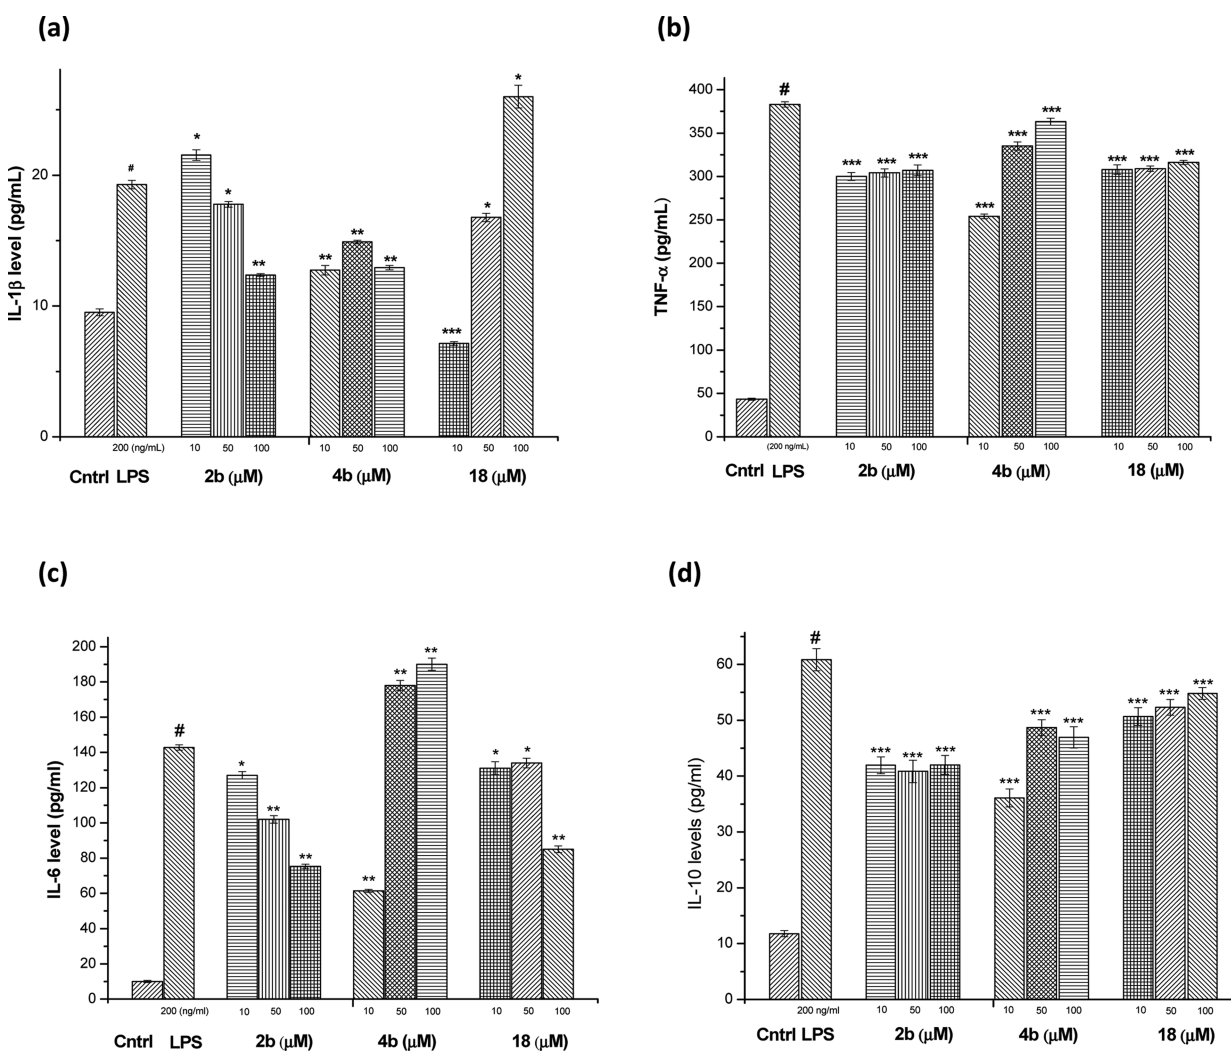 (a)
IL-1β level (pg/mL)
20
10
0
#
*
*
**
**
**
**
***
*
*
200 (ng/mL)
10 50 100
10 50 100
10 50 100
Cntrl LPS 2b (μM) 4b (μM) 18 (μM)
(b)
TNF-α (pg/mL)
400
350
300
250
200
150
100
50
0
#
***
***
***
***
***
***
***
***
***
(200 ng/mL)
10 50 100
10 50 100
10 50 100
Cntrl LPS 2b (μM) 4b (μM) 18 (μM)
(c)
IL-6 level (pg/ml)
200
180
160
140
120
100
80
60
40
20
0
#
*
**
**
**
**
**
*
*
**
200 (ng/ml)
10 50 100
10 50 100
10 50 100
Cntrl LPS 2b (μM) 4b (μM) 18 (μM)
(d)
IL-10 levels (pg/ml)
60
50
40
30
20
10
0
#
***
***
***
***
***
***
***
***
***
200 ng/ml
10 50 100
10 50 100
10 50 100
Cntrl LPS 2b (μM) 4b (μM) 18 (μM)